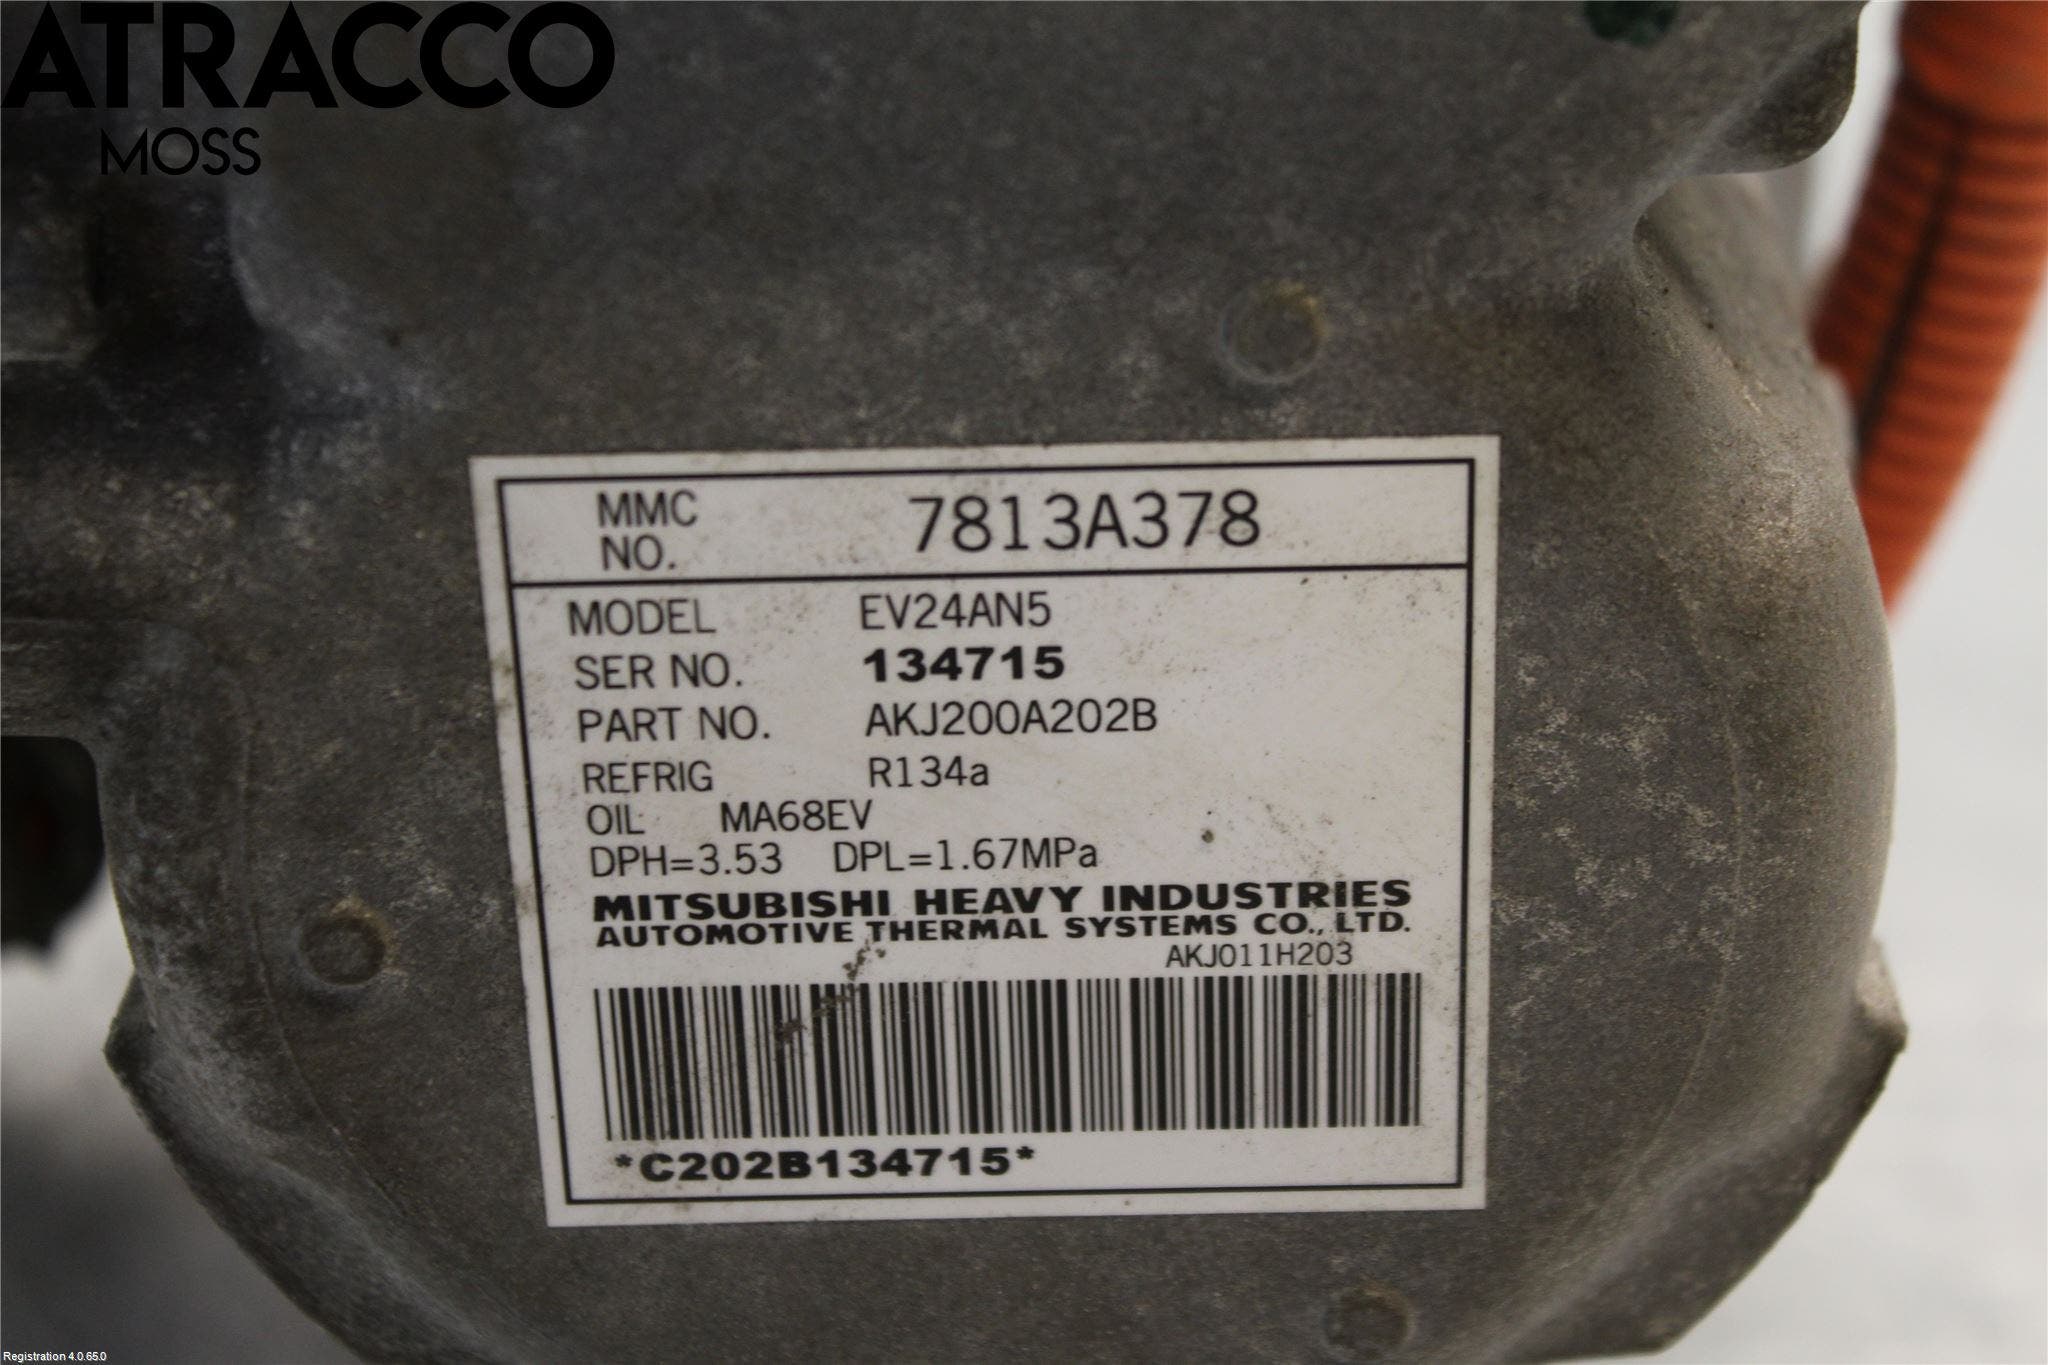 ATRACCO
MOSS
MMC NO. 7813A378
MODEL EV24AN5
SER NO. 134715
PART NO. AKJ200A202B
REFRIG R134a
OIL MA68EV
DPH=3.53 DPL=1.67MPa
MITSUBISHI HEAVY INDUSTRIES
AUTOMOTIVE THERMAL SYSTEMS CO., LTD.
AKJ011H203
*C202B134715*
Registration 4.0.65.0